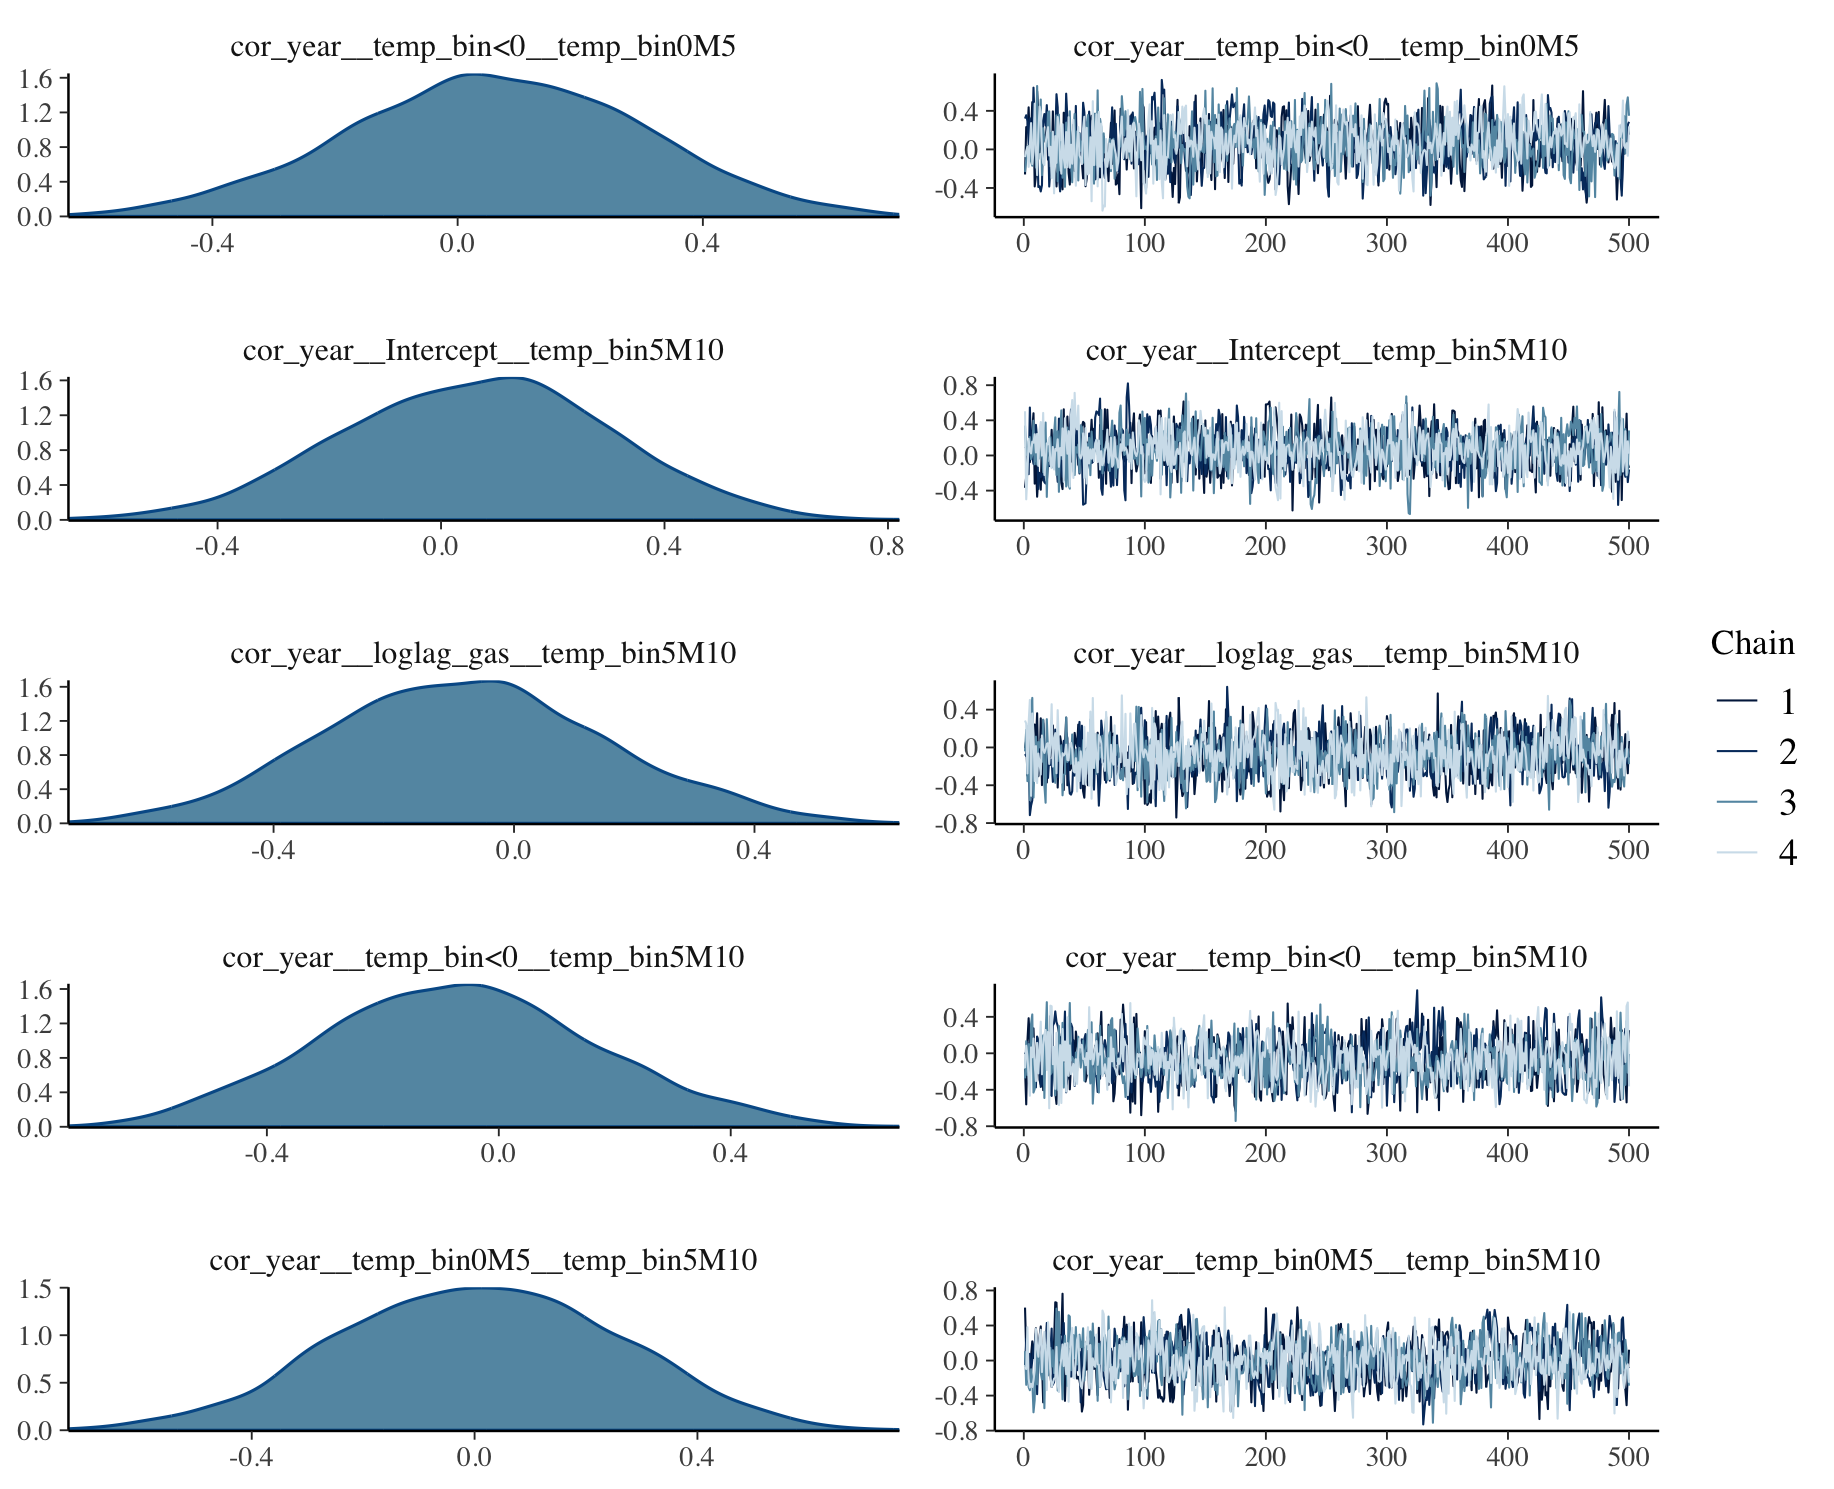 cor_year__temp_bin<0__temp_bin0M5
1.6
1.2
0.8
0.4
0.0
-0.4 0.0 0.4
cor_year__temp_bin<0__temp_bin0M5
0.4
0.0
-0.4
0 100 200 300 400 500
cor_year__Intercept__temp_bin5M10
1.6
1.2
0.8
0.4
0.0
-0.4 0.0 0.4 0.8
cor_year__Intercept__temp_bin5M10
0.8
0.4
0.0
-0.4
0 100 200 300 400 500
cor_year__loglag_gas__temp_bin5M10
1.6
1.2
0.8
0.4
0.0
-0.4 0.0 0.4
cor_year__loglag_gas__temp_bin5M10
0.4
0.0
-0.4
-0.8
0 100 200 300 400 500
cor_year__temp_bin<0__temp_bin5M10
1.6
1.2
0.8
0.4
0.0
-0.4 0.0 0.4
cor_year__temp_bin<0__temp_bin5M10
0.4
0.0
-0.4
-0.8
0 100 200 300 400 500
cor_year__temp_bin0M5__temp_bin5M10
1.5
1.0
0.5
0.0
-0.4 0.0 0.4
cor_year__temp_bin0M5__temp_bin5M10
0.8
0.4
0.0
-0.4
-0.8
0 100 200 300 400 500
Chain
1
2
3
4